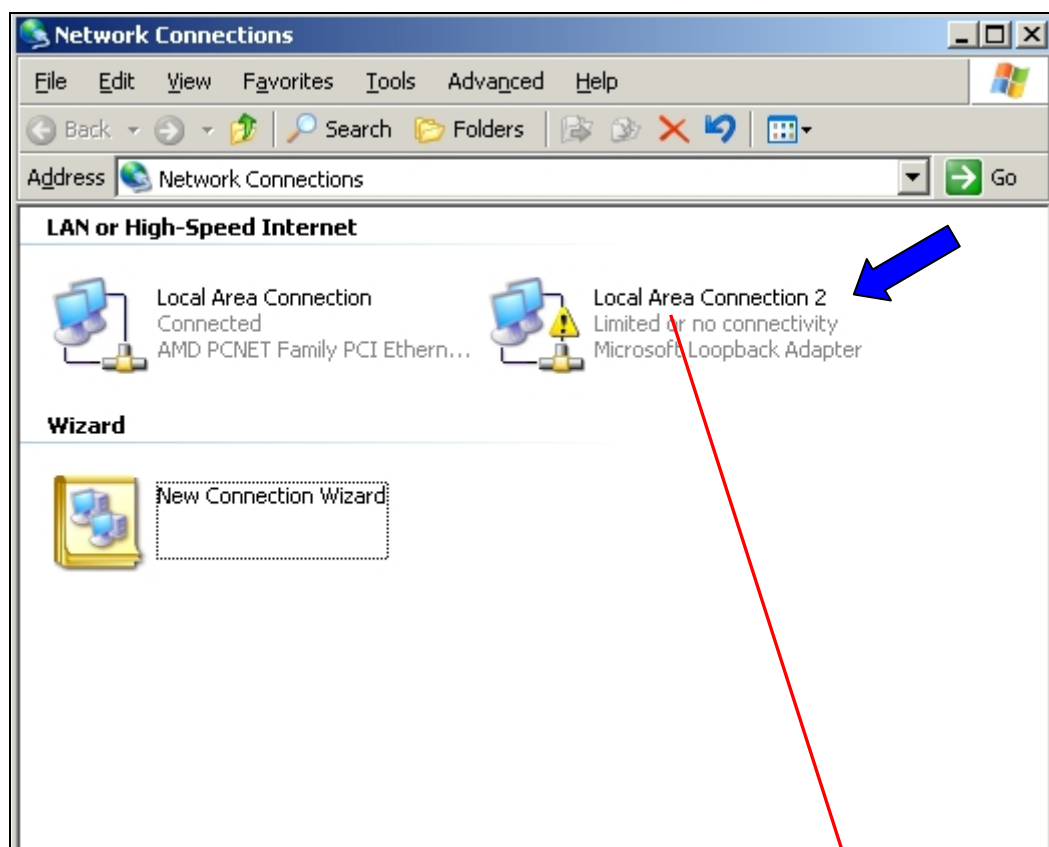 Network Connections
File Edit View Favorites Tools Advanced Help
Back Search Folders
Address Network Connections Go
LAN or High-Speed Internet
Local Area Connection
Connected
AMD PCNET Family PCI Ethern...
Local Area Connection 2
Limited or no connectivity
Microsoft Loopback Adapter
Wizard
New Connection Wizard